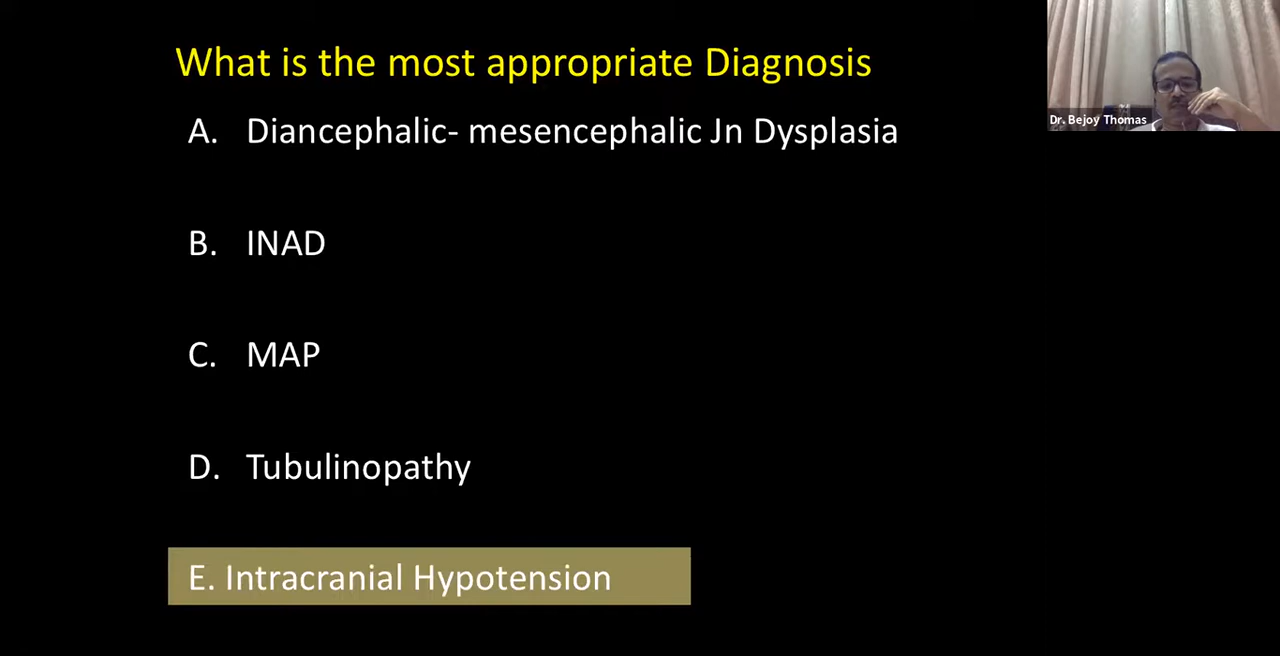 What is the most appropriate Diagnosis
A. Diancephalic- mesencephalic Jn Dysplasia
B. INAD
C. MAP
D. Tubulinopathy
E. Intracranial Hypotension
Dr. Bejoy Thomas